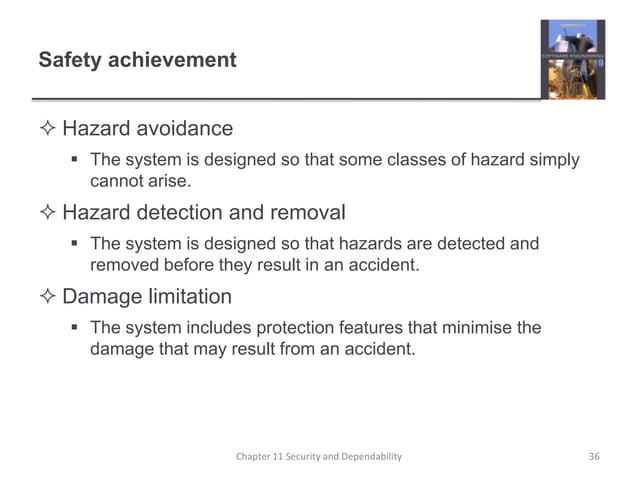 Safety achievement
SOFTWARE ENGINEERING
9
✧ Hazard avoidance
▪ The system is designed so that some classes of hazard simply
cannot arise.
✧ Hazard detection and removal
▪ The system is designed so that hazards are detected and
removed before they result in an accident.
✧ Damage limitation
▪ The system includes protection features that minimise the
damage that may result from an accident.
Chapter 11 Security and Dependability
36